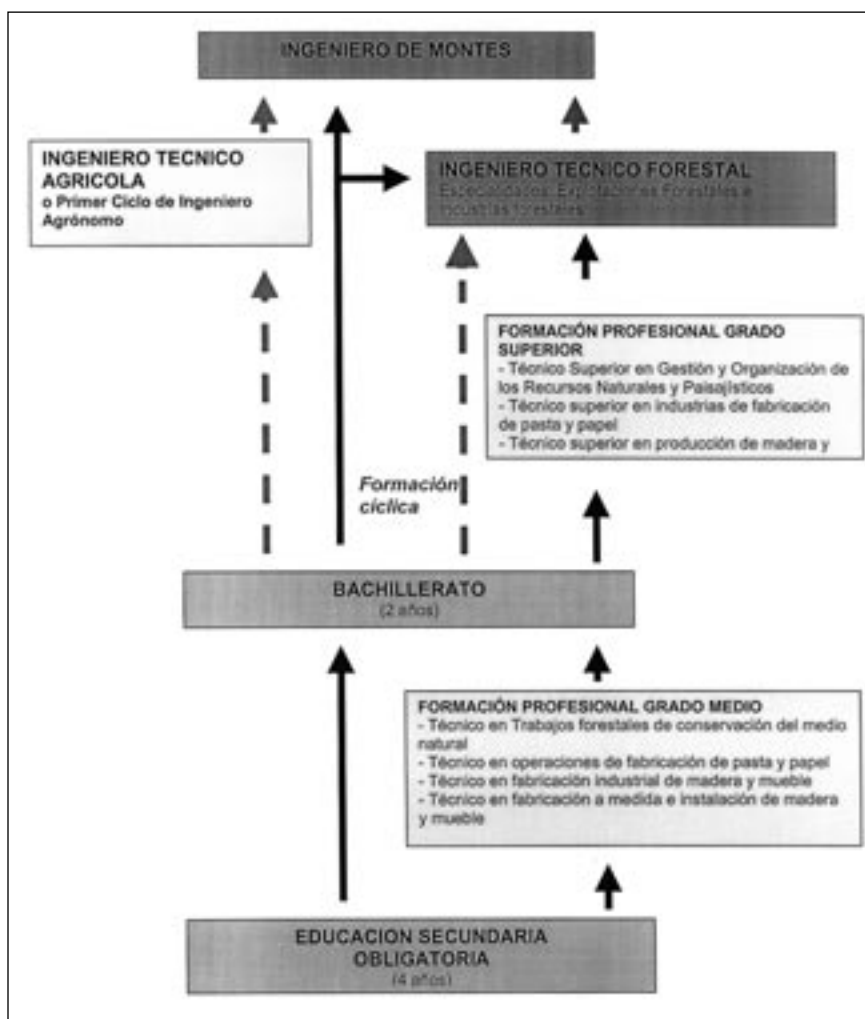 INGENIERO DE MONTES
INGENIERO TECNICO
AGRICOLA
o Primer Ciclo de Ingeniero
Agrónomo
INGENIERO TECNICO FORESTAL
Especialidades: Explotaciones Forestales e
Industrias forestales
FORMACIÓN PROFESIONAL GRADO
SUPERIOR
- Técnico Superior en Gestión y Organización de
los Recursos Naturales y Paisajísticos
- Técnico superior en industrias de fabricación
de pasta y papel
- Técnico superior en producción de madera y
Formación
cíclica
BACHILLERATO
(2 años)
FORMACIÓN PROFESIONAL GRADO MEDIO
- Técnico en Trabajos forestales de conservación del medio
natural
- Técnico en operaciones de fabricación de pasta y papel
- Técnico en fabricación industrial de madera y mueble
- Técnico en fabricación a medida e instalación de madera
y mueble
EDUCACION SECUNDARIA
OBLIGATORIA
(4 años)